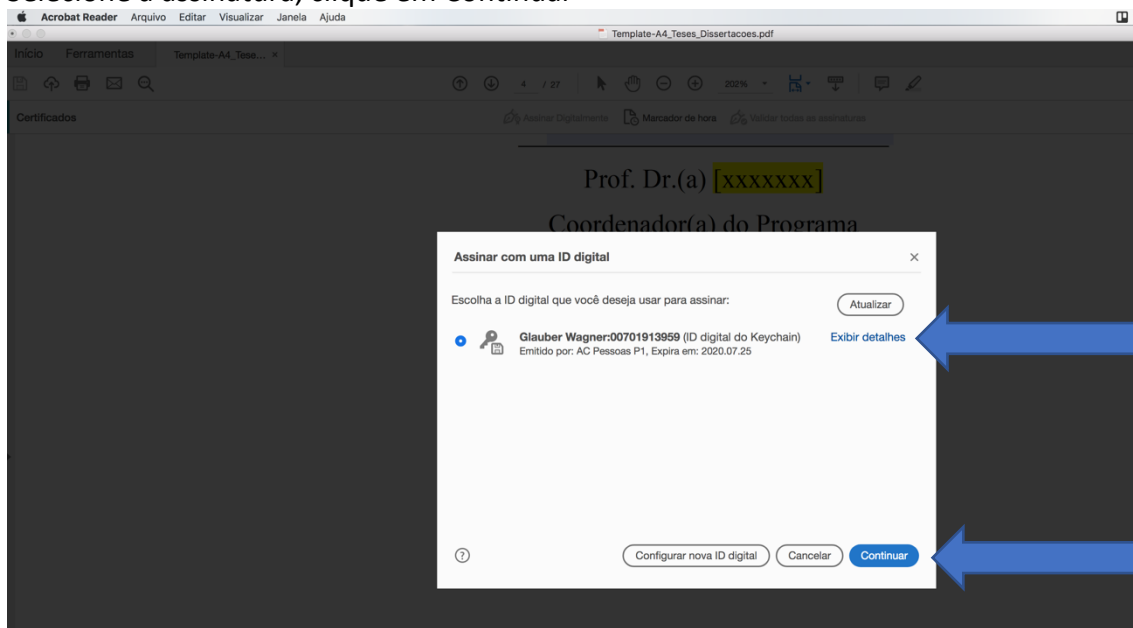 selecione a assinatura, clique em Continua.
Acrobat Reader Arquivo Editar Visualizar Janela Ajuda
Template-A4_Teses_Dissertacoes.pdf
Início Ferramentas Template-A4_Tese... ×
4 / 27 202%
Certificados Assinar Digitalmente Marcador de hora Validar todas as assinaturas
Prof. Dr.(a) [xxxxxxx]
Coordenador(a) do Programa
Assinar com uma ID digital ×
Escolha a ID digital que você deseja usar para assinar: Atualizar
Glauber Wagner:00701913959 (ID digital do Keychain) Exibir detalhes
Emitido por: AC Pessoas P1, Expira em: 2020.07.25
? Configurar nova ID digital Cancelar Continuar